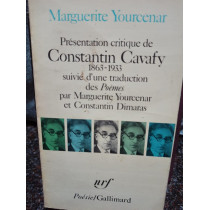 Marguerite Yourcenar
Présentation critique de
Constantin Cavafy
1863-1933
suivie d'une traduction
des Poèmes
par Marguerite Yourcenar
et Constantin Dimaras
nrf
Poésie/Gallimard